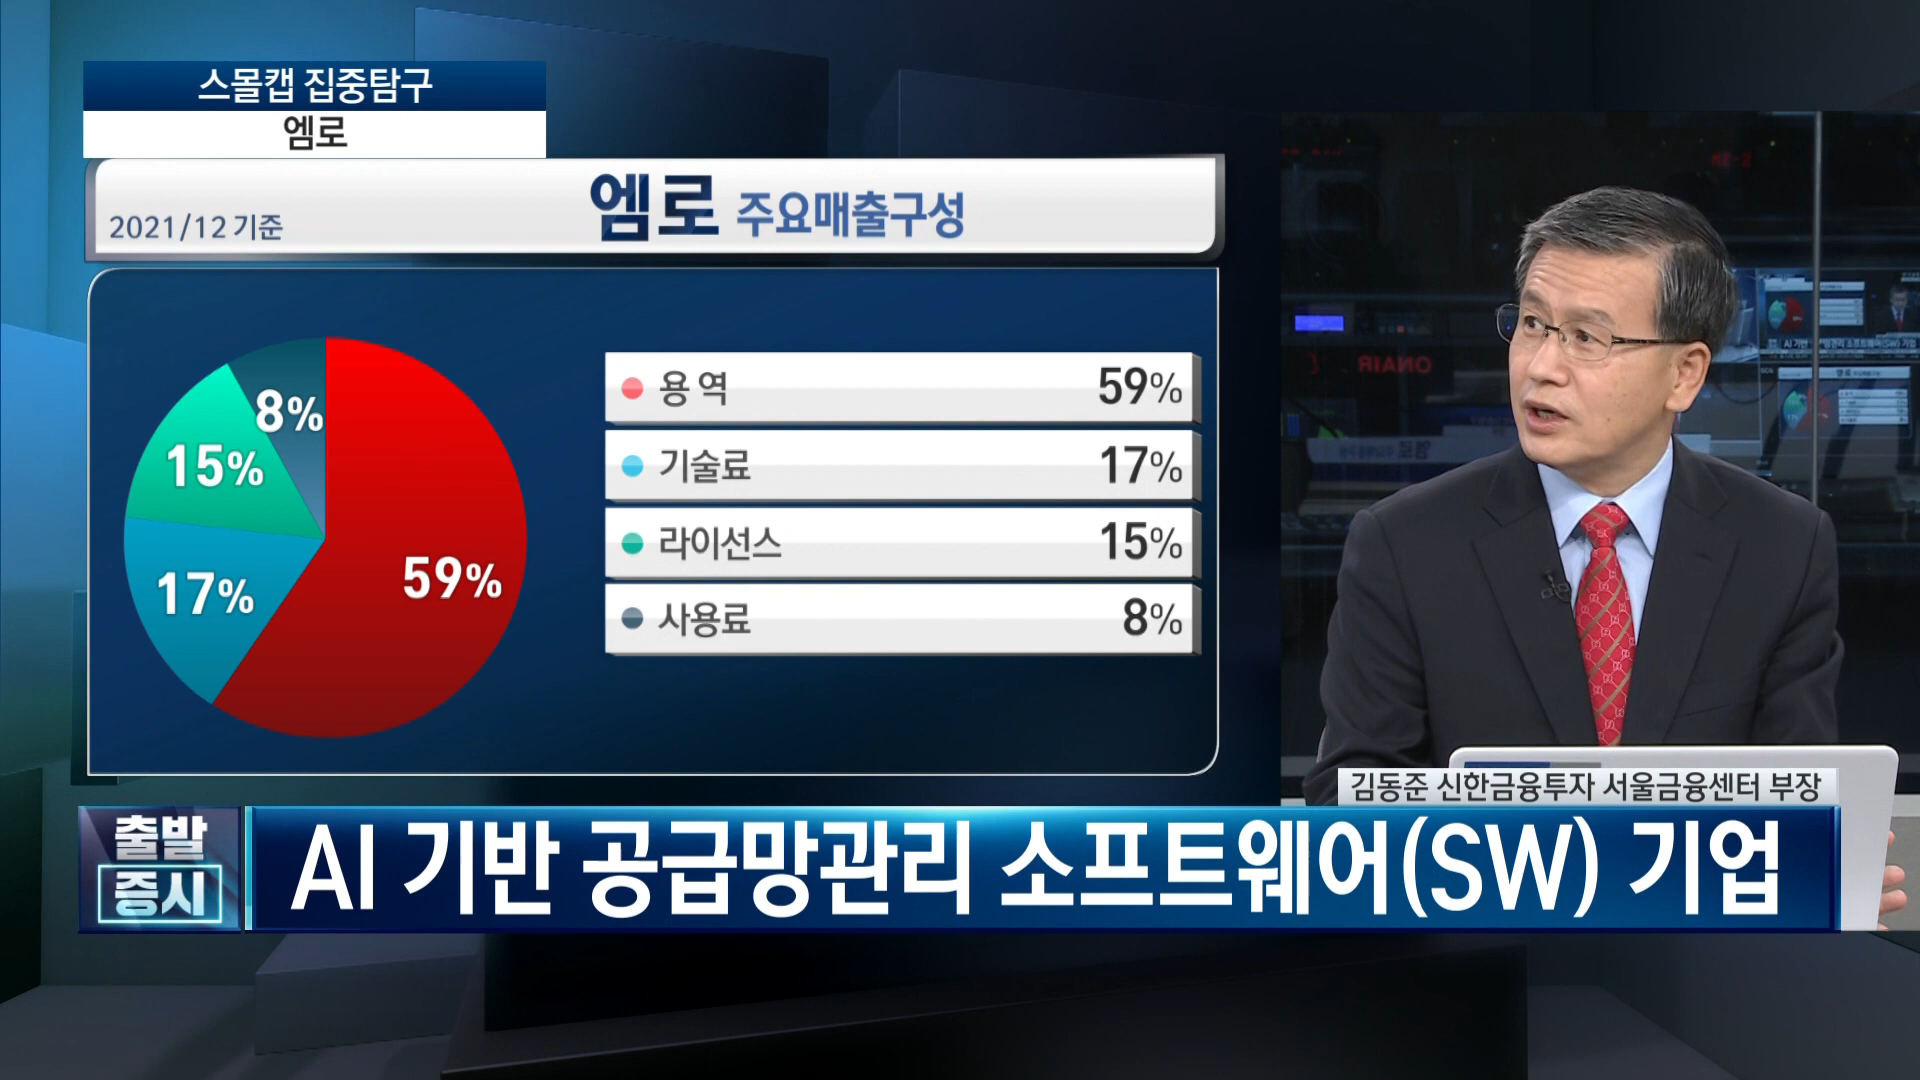 스몰캡 집중탐구
엠로
2021/12 기준
엠로 주요매출구성
8%
15%
17%
59%
용 역 59%
기술료 17%
라이선스 15%
사용료 8%
ONAIR
김동준 신한금융투자 서울금융센터 부장
출발
증시
AI 기반 공급망관리 소프트웨어(SW) 기업